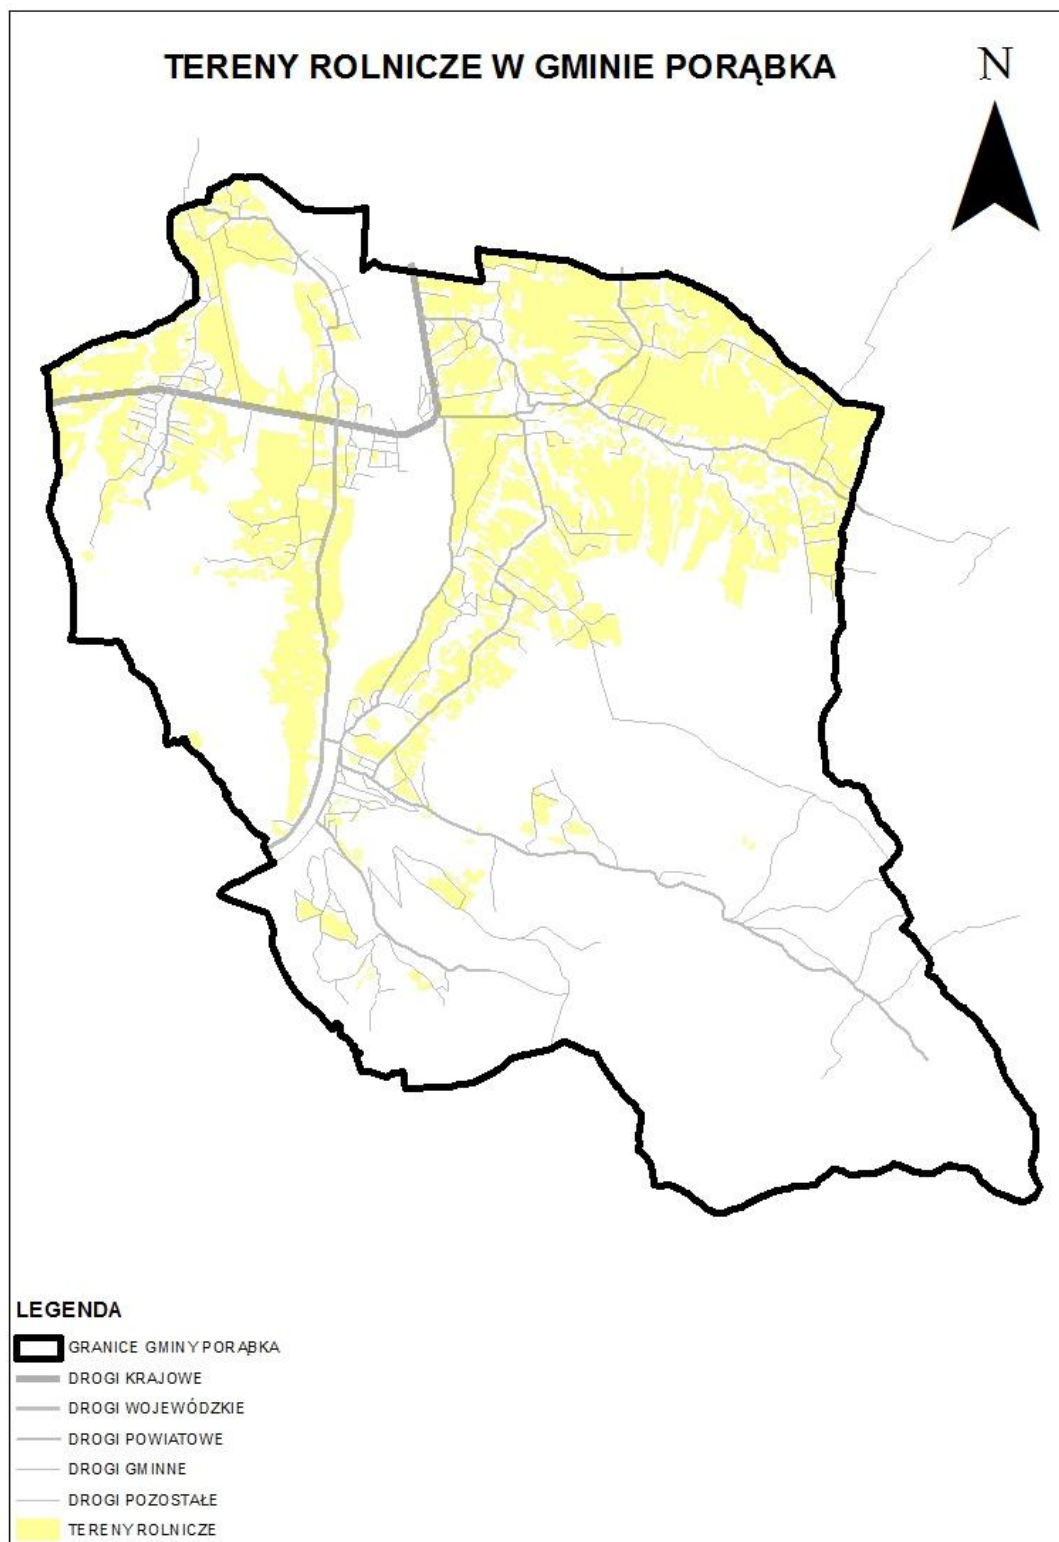 TERENY ROLNICZE W GMINIE PORĄBKA
N
LEGENDA
GRANICE GMINY PORĄBKA
DROGI KRAJOWE
DROGI WOJEWÓDZKIE
DROGI POWIATOWE
DROGI GMINNE
DROGI POZOSTAŁE
TERENY ROLNICZE